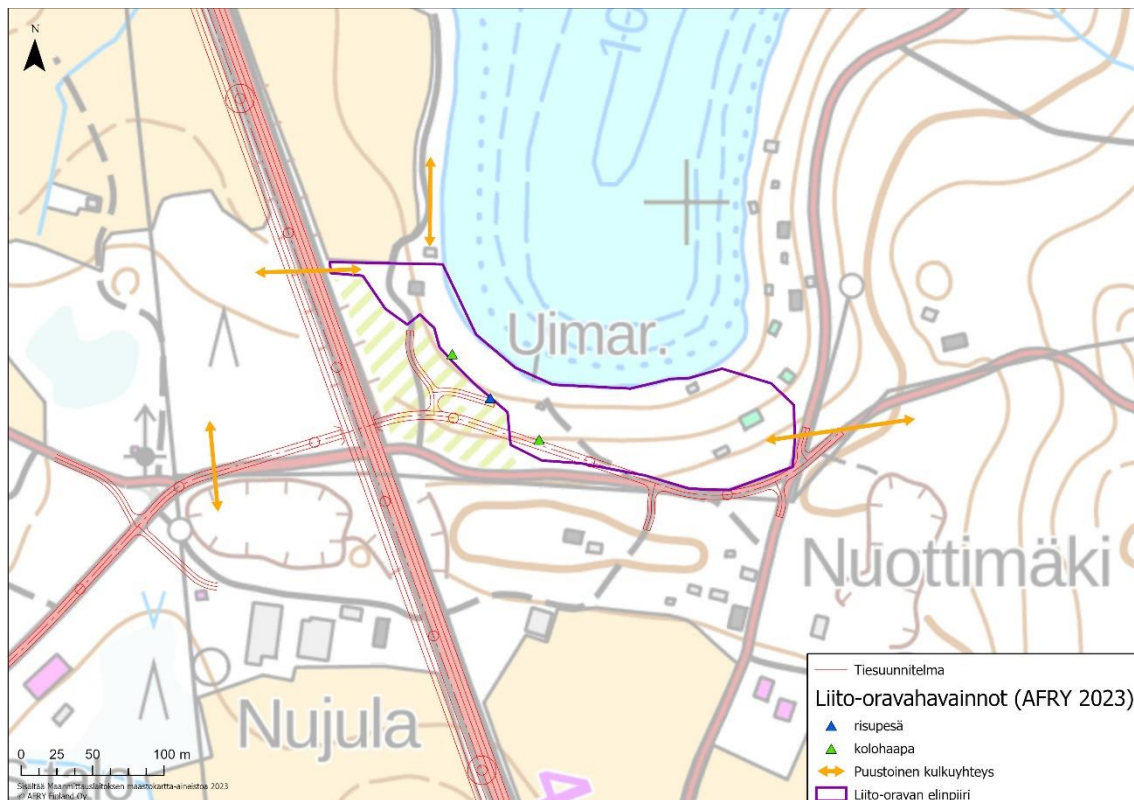 N
10
Uimar.
Nuottimäki
Nujula
0 25 50 100 m
Sisältää Maanmittauslaitoksen maastokartta-aineistoa 2023
© AFRY Finland Oy
Tiesuunnitelma
Liito-oravahavainnot (AFRY 2023)
risupesä
kolohaapa
Puustoinen kulkuyhteys
Liito-oravan elinpiiri